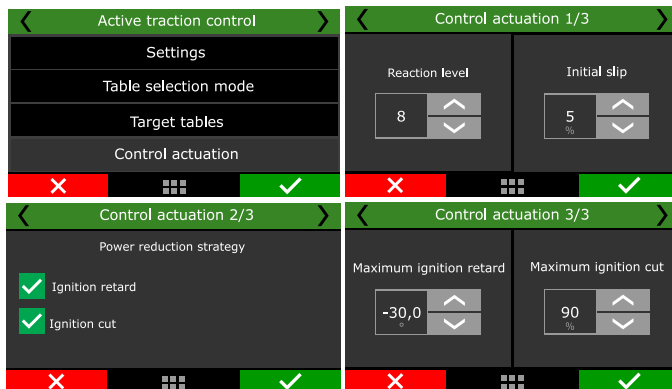 Active traction control
Settings
Table selection mode
Target tables
Control actuation
Control actuation 1/3
Reaction level
8
Initial slip
5
%
Control actuation 2/3
Power reduction strategy
Ignition retard
Ignition cut
Control actuation 3/3
Maximum ignition retard
-30,0
°
Maximum ignition cut
90
%